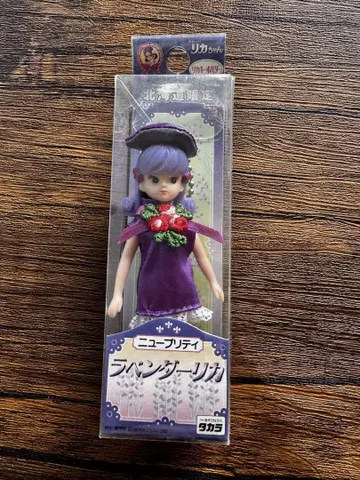 リカちゃん
北海道限定
ニュープリティ
ラベンダーリカ
タカラ